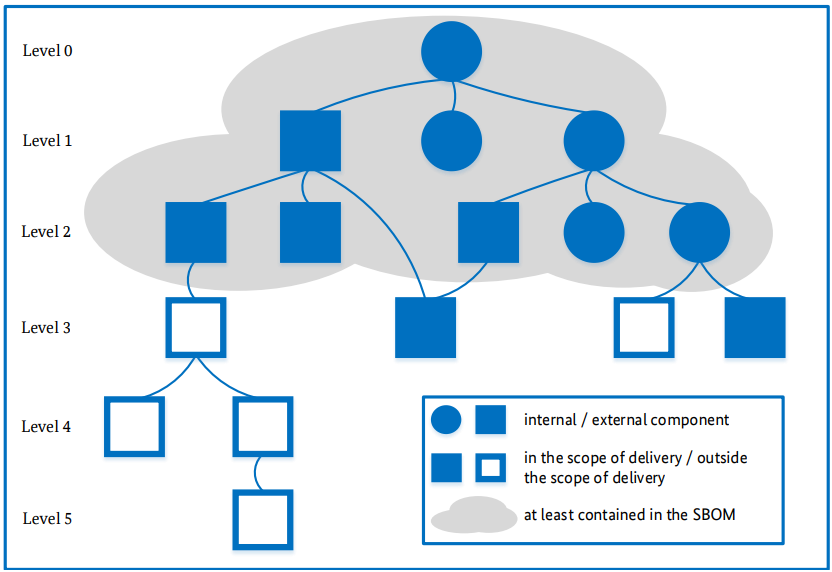 Level 0
Level 1
Level 2
Level 3
Level 4
Level 5
internal / external component
in the scope of delivery / outside
the scope of delivery
at least contained in the SBOM